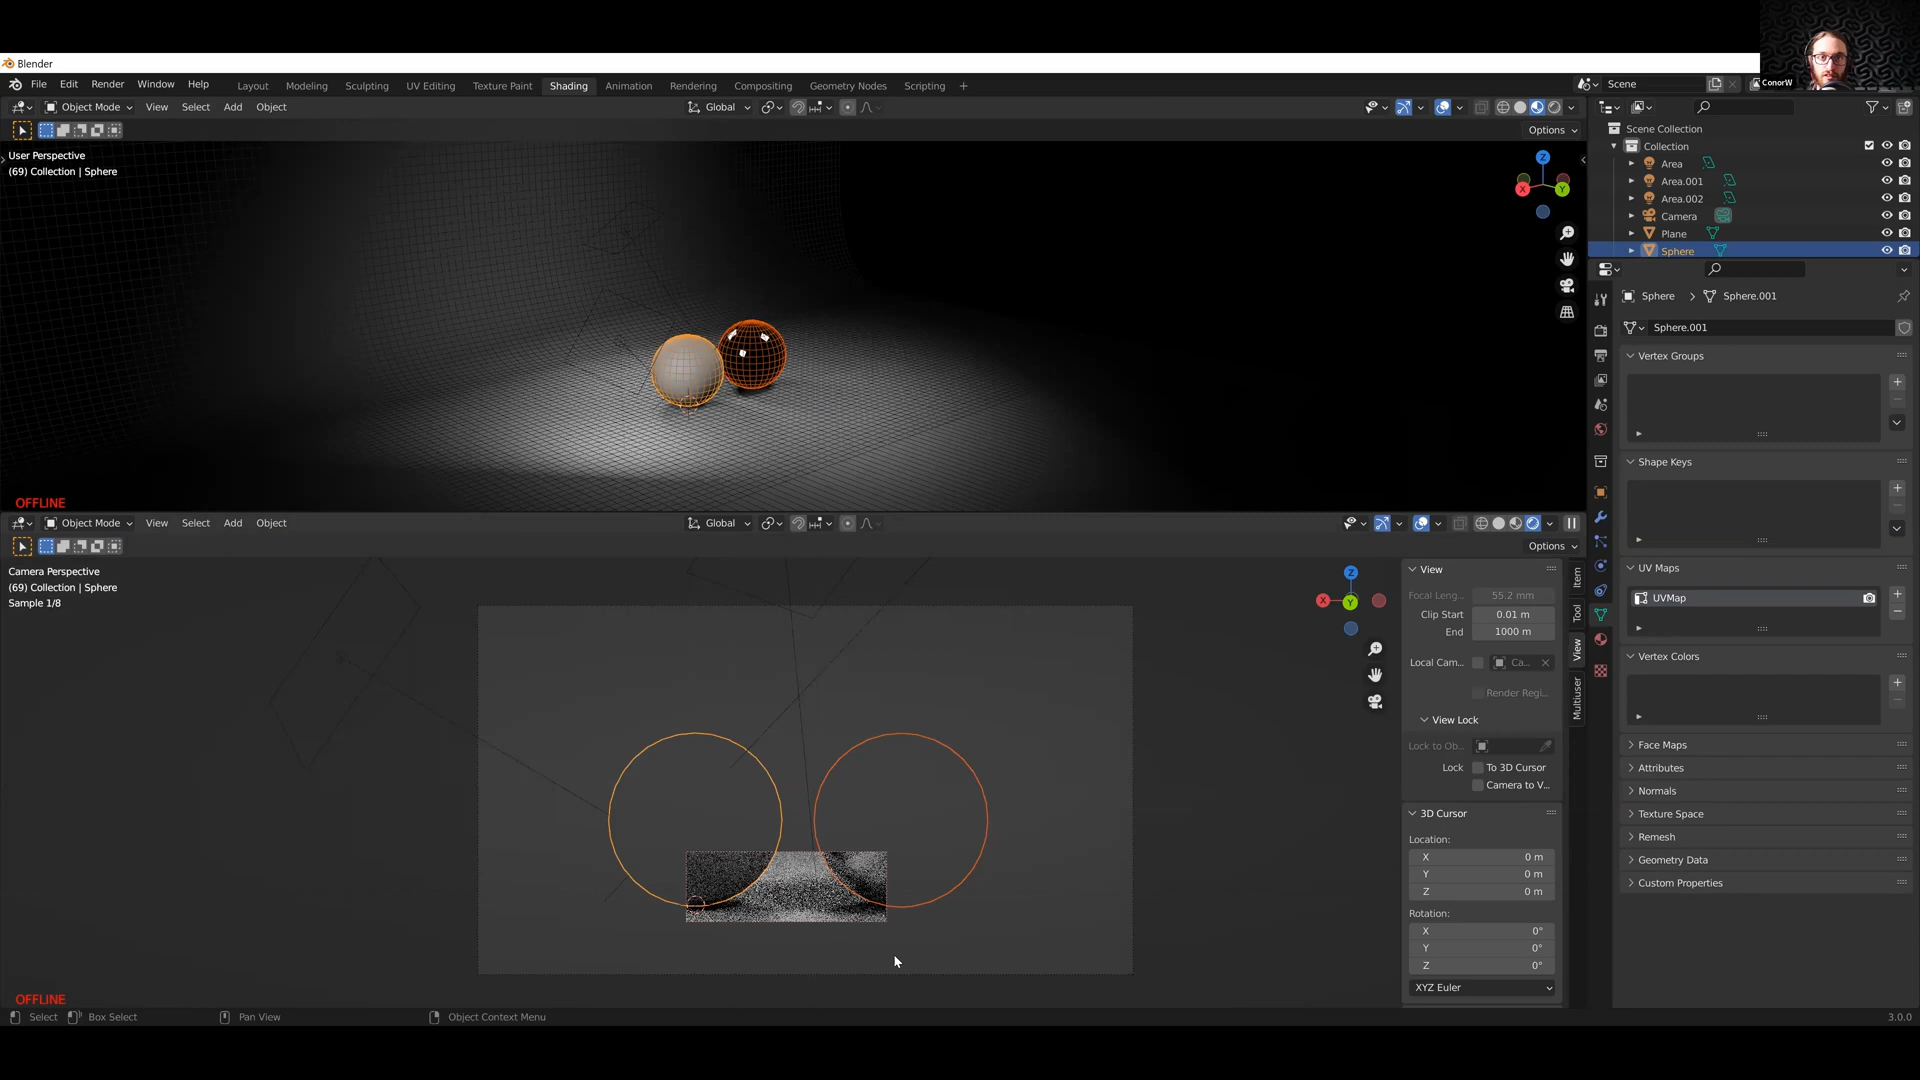 Blender
ConorW
File Edit Render Window Help
Layout Modeling Sculpting UV Editing Texture Paint Shading Animation Rendering Compositing Geometry Nodes Scripting +
Scene
Object Mode View Select Add Object
Global
Options
User Perspective
(69) Collection | Sphere
Z
X
Y
OFFLINE
Object Mode View Select Add Object
Global
Options
Camera Perspective
(69) Collection | Sphere
Sample 1/8
Z
X
Y
OFFLINE
View
Focal Leng... 55.2 mm
Clip Start 0.01 m
End 1000 m
Local Cam... Ca...
Render Regi...
View Lock
Lock to Ob...
Lock To 3D Cursor
Camera to V...
3D Cursor
Location:
X 0 m
Y 0 m
Z 0 m
Rotation:
X 0°
Y 0°
Z 0°
XYZ Euler
Item
Tool
View
Multiuser
Scene Collection
Collection
Area
Area.001
Area.002
Camera
Plane
Sphere
Sphere > Sphere.001
Sphere.001
Vertex Groups
Shape Keys
UV Maps
UVMap
Vertex Colors
Face Maps
Attributes
Normals
Texture Space
Remesh
Geometry Data
Custom Properties
Select Box Select Pan View Object Context Menu 3.0.0